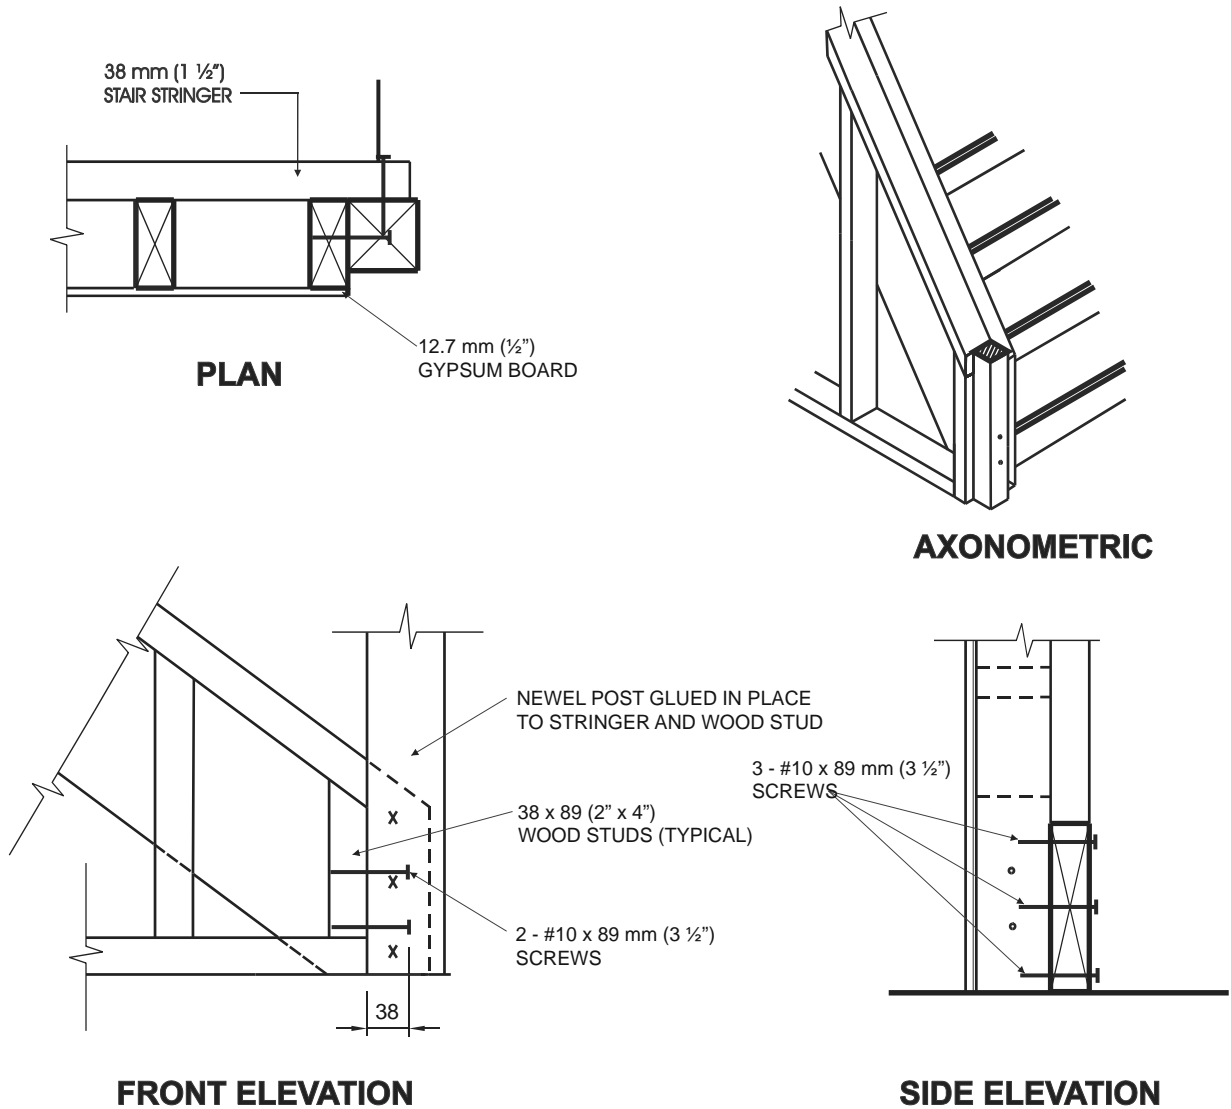 38 mm (1 ½”)
STAIR STRINGER
12.7 mm (½”)
GYPSUM BOARD
PLAN
AXONOMETRIC
NEWEL POST GLUED IN PLACE
TO STRINGER AND WOOD STUD
3 - #10 x 89 mm (3 ½”)
SCREWS
38 x 89 (2” x 4”)
WOOD STUDS (TYPICAL)
2 - #10 x 89 mm (3 ½”)
SCREWS
38
FRONT ELEVATION
SIDE ELEVATION